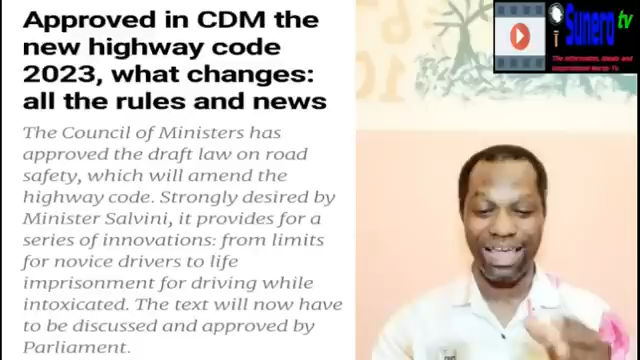 Approved in CDM the
new highway code
2023, what changes:
all the rules and news
The Council of Ministers has
approved the draft law on road
safety, which will amend the
highway code. Strongly desired by
Minister Salvini, it provides for a
series of innovations: from limits
for novice drivers to life
imprisonment for driving while
intoxicated. The text will now have
to be discussed and approved by
Parliament.
Sunero tv